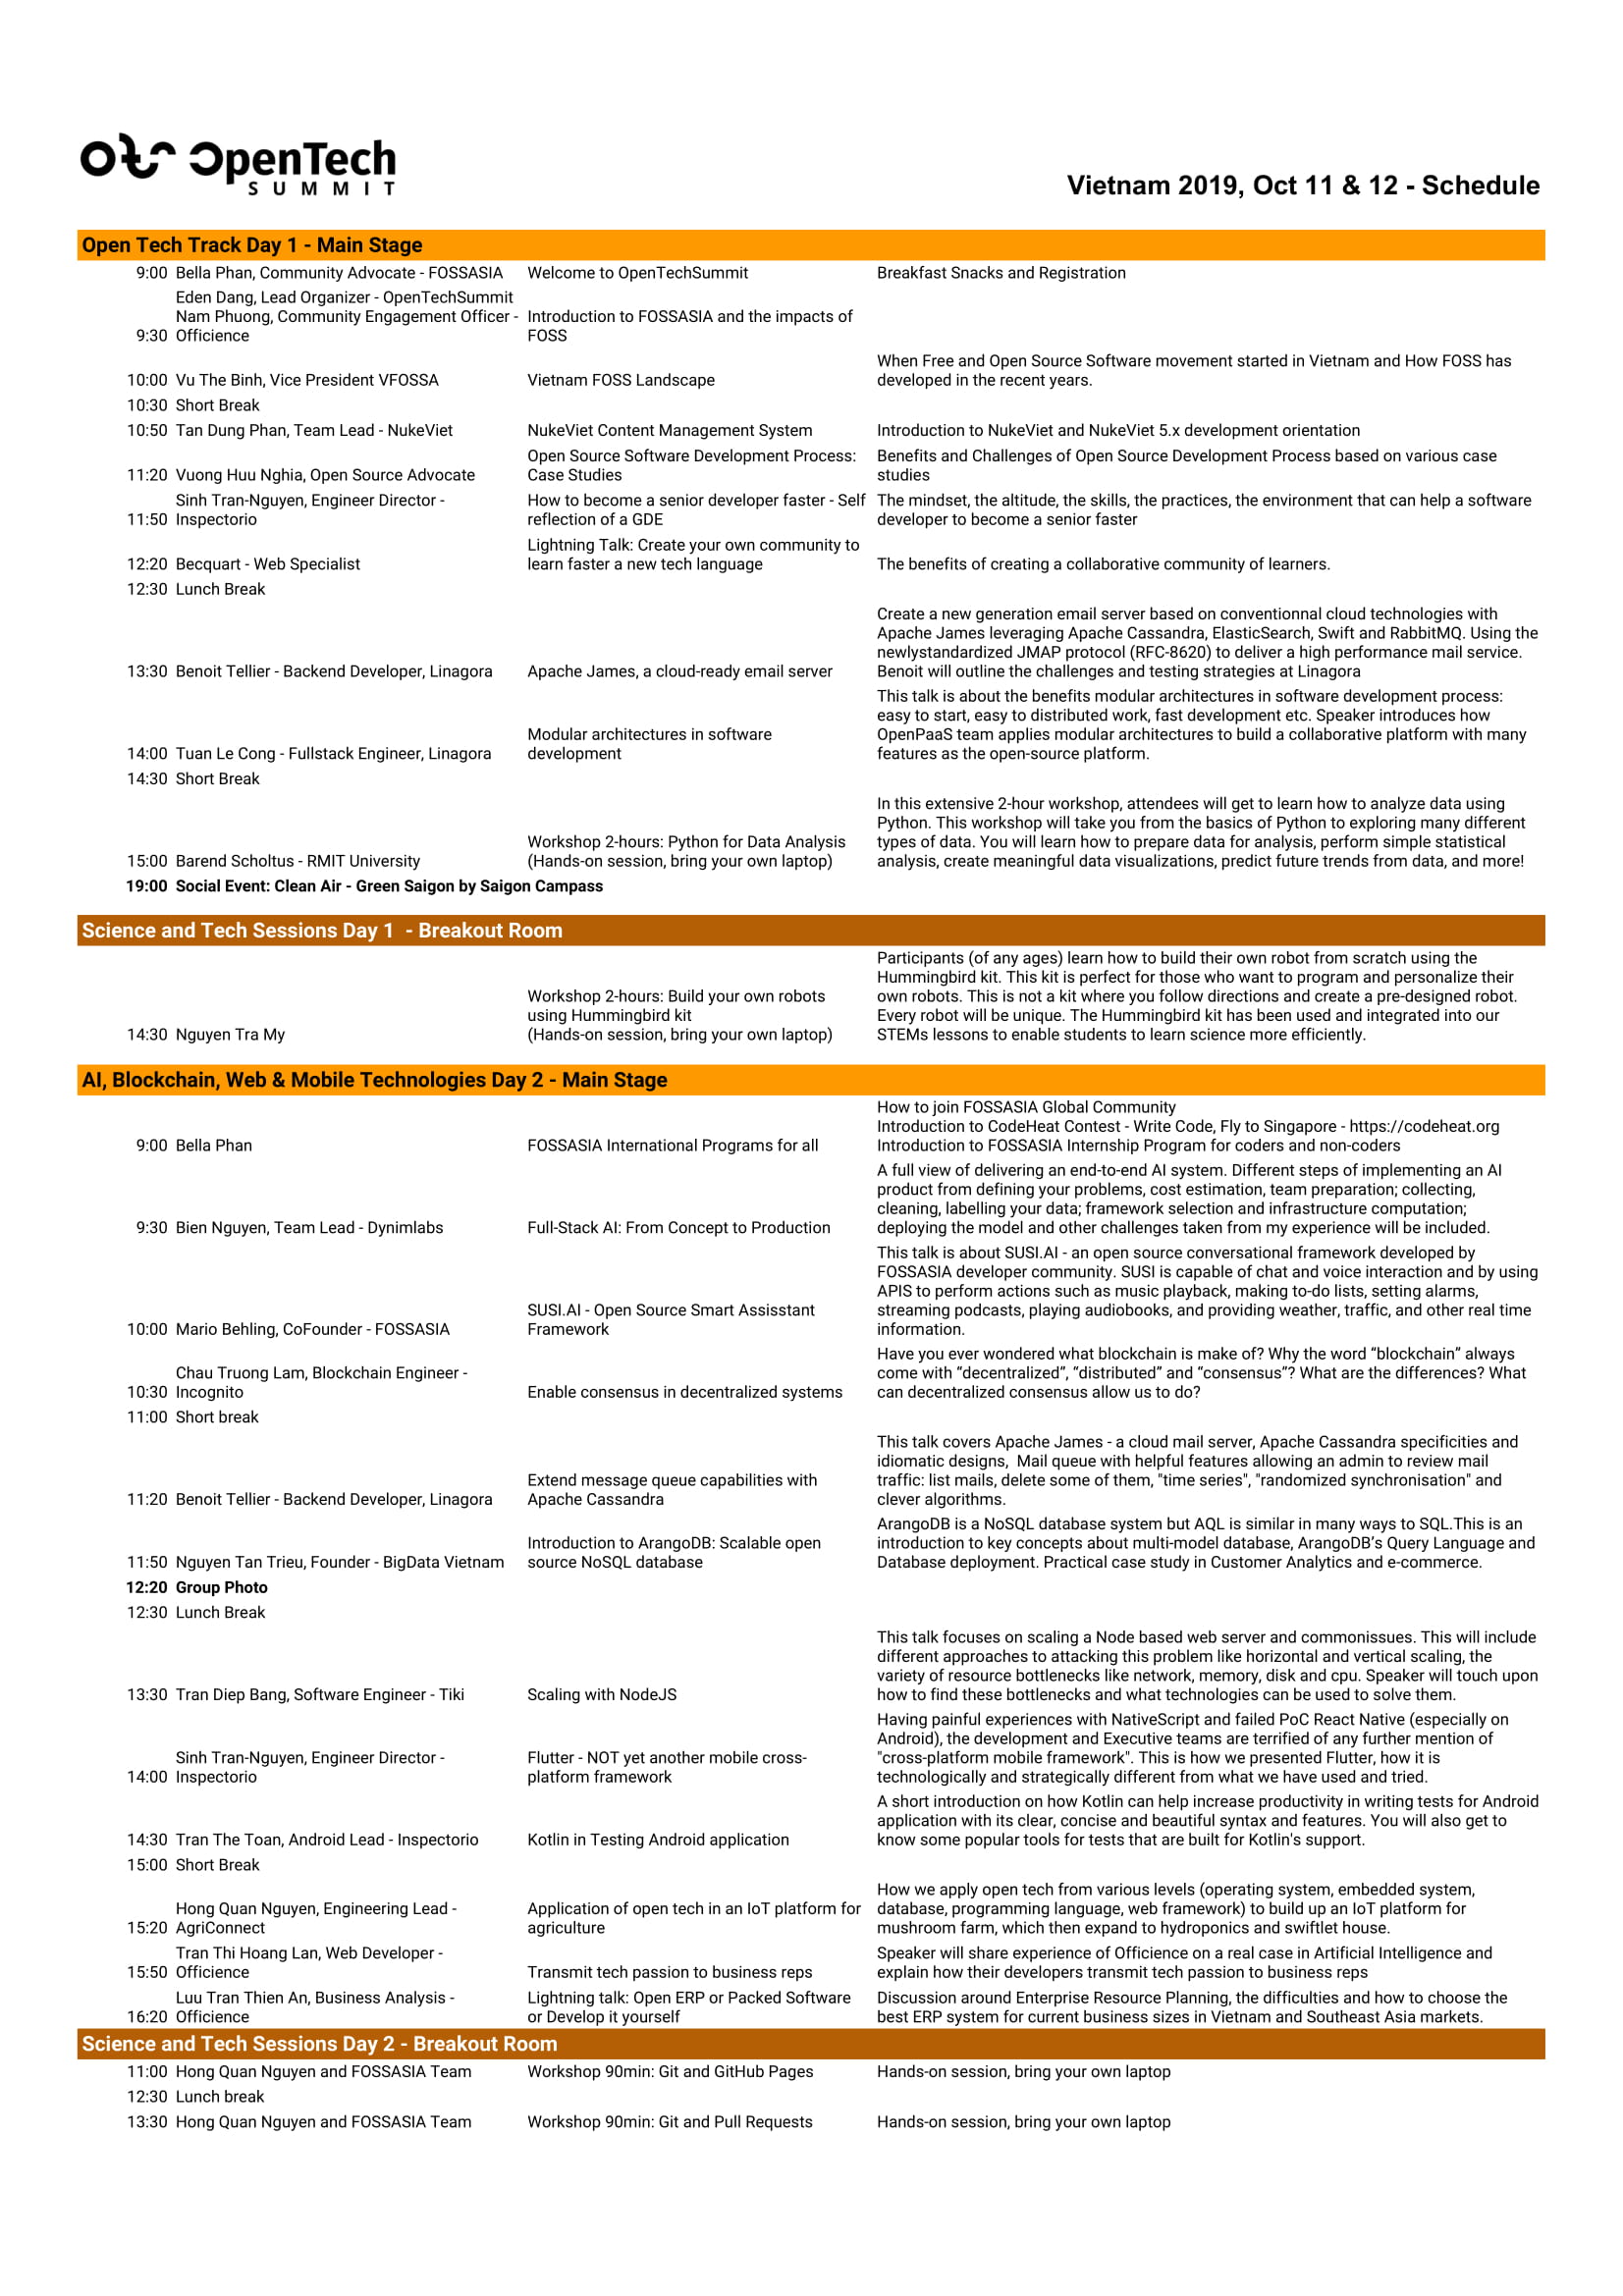 OpenTech
SUMMIT
Vietnam 2019, Oct 11 & 12 - Schedule
Open Tech Track Day 1 - Main Stage
9:00 Bella Phan, Community Advocate - FOSSASIA Welcome to OpenTechSummit Breakfast Snacks and Registration
Eden Dang, Lead Organizer - OpenTechSummit
Nam Phuong, Community Engagement Officer - Introduction to FOSSASIA and the impacts of
9:30 Officience FOSS
When Free and Open Source Software movement started in Vietnam and How FOSS has
10:00 Vu The Binh, Vice President VFOSSA Vietnam FOSS Landscape developed in the recent years.
10:30 Short Break
10:50 Tan Dung Phan, Team Lead - NukeViet NukeViet Content Management System Introduction to NukeViet and NukeViet 5.x development orientation
Open Source Software Development Process: Benefits and Challenges of Open Source Development Process based on various case
11:20 Vuong Huu Nghia, Open Source Advocate Case Studies studies
Sinh Tran-Nguyen, Engineer Director - How to become a senior developer faster - Self The mindset, the altitude, the skills, the practices, the environment that can help a software
11:50 Inspectorio reflection of a GDE developer to become a senior faster
Lightning Talk: Create your own community to
12:20 Becquart - Web Specialist learn faster a new tech language The benefits of creating a collaborative community of learners.
12:30 Lunch Break
Create a new generation email server based on conventionnal cloud technologies with
Apache James leveraging Apache Cassandra, ElasticSearch, Swift and RabbitMQ. Using the
newlystandardized JMAP protocol (RFC-8620) to deliver a high performance mail service.
13:30 Benoit Tellier - Backend Developer, Linagora Apache James, a cloud-ready email server Benoit will outline the challenges and testing strategies at Linagora
This talk is about the benefits modular architectures in software development process:
easy to start, easy to distributed work, fast development etc. Speaker introduces how
Modular architectures in software OpenPaaS team applies modular architectures to build a collaborative platform with many
14:00 Tuan Le Cong - Fullstack Engineer, Linagora development features as the open-source platform.
14:30 Short Break
In this extensive 2-hour workshop, attendees will get to learn how to analyze data using
Python. This workshop will take you from the basics of Python to exploring many different
Workshop 2-hours: Python for Data Analysis types of data. You will learn how to prepare data for analysis, perform simple statistical
15:00 Barend Scholtus - RMIT University (Hands-on session, bring your own laptop) analysis, create meaningful data visualizations, predict future trends from data, and more!
19:00 Social Event: Clean Air - Green Saigon by Saigon Campass
Science and Tech Sessions Day 1 - Breakout Room
Participants (of any ages) learn how to build their own robot from scratch using the
Hummingbird kit. This kit is perfect for those who want to program and personalize their
Workshop 2-hours: Build your own robots own robots. This is not a kit where you follow directions and create a pre-designed robot.
using Hummingbird kit Every robot will be unique. The Hummingbird kit has been used and integrated into our
14:30 Nguyen Tra My (Hands-on session, bring your own laptop) STEMs lessons to enable students to learn science more efficiently.
AI, Blockchain, Web & Mobile Technologies Day 2 - Main Stage
How to join FOSSASIA Global Community
Introduction to CodeHeat Contest - Write Code, Fly to Singapore - https://codeheat.org
9:00 Bella Phan FOSSASIA International Programs for all Introduction to FOSSASIA Internship Program for coders and non-coders
A full view of delivering an end-to-end AI system. Different steps of implementing an AI
product from defining your problems, cost estimation, team preparation; collecting,
cleaning, labelling your data; framework selection and infrastructure computation;
9:30 Bien Nguyen, Team Lead - Dynimlabs Full-Stack AI: From Concept to Production deploying the model and other challenges taken from my experience will be included.
This talk is about SUSI.AI - an open source conversational framework developed by
FOSSASIA developer community. SUSI is capable of chat and voice interaction and by using
APIS to perform actions such as music playback, making to-do lists, setting alarms,
SUSI.AI - Open Source Smart Assisstant streaming podcasts, playing audiobooks, and providing weather, traffic, and other real time
10:00 Mario Behling, CoFounder - FOSSASIA Framework information.
Have you ever wondered what blockchain is make of? Why the word “blockchain” always
Chau Truong Lam, Blockchain Engineer - come with “decentralized”, “distributed” and “consensus”? What are the differences? What
10:30 Incognito Enable consensus in decentralized systems can decentralized consensus allow us to do?
11:00 Short break
This talk covers Apache James - a cloud mail server, Apache Cassandra specificities and
idiomatic designs, Mail queue with helpful features allowing an admin to review mail
Extend message queue capabilities with traffic: list mails, delete some of them, "time series", "randomized synchronisation" and
11:20 Benoit Tellier - Backend Developer, Linagora Apache Cassandra clever algorithms.
ArangoDB is a NoSQL database system but AQL is similar in many ways to SQL.This is an
Introduction to ArangoDB: Scalable open introduction to key concepts about multi-model database, ArangoDB’s Query Language and
11:50 Nguyen Tan Trieu, Founder - BigData Vietnam source NoSQL database Database deployment. Practical case study in Customer Analytics and e-commerce.
12:20 Group Photo
12:30 Lunch Break
This talk focuses on scaling a Node based web server and commonissues. This will include
different approaches to attacking this problem like horizontal and vertical scaling, the
variety of resource bottlenecks like network, memory, disk and cpu. Speaker will touch upon
13:30 Tran Diep Bang, Software Engineer - Tiki Scaling with NodeJS how to find these bottlenecks and what technologies can be used to solve them.
Having painful experiences with NativeScript and failed PoC React Native (especially on
Android), the development and Executive teams are terrified of any further mention of
Sinh Tran-Nguyen, Engineer Director - Flutter - NOT yet another mobile cross- "cross-platform mobile framework". This is how we presented Flutter, how it is
14:00 Inspectorio platform framework technologically and strategically different from what we have used and tried.
A short introduction on how Kotlin can help increase productivity in writing tests for Android
application with its clear, concise and beautiful syntax and features. You will also get to
14:30 Tran The Toan, Android Lead - Inspectorio Kotlin in Testing Android application know some popular tools for tests that are built for Kotlin's support.
15:00 Short Break
How we apply open tech from various levels (operating system, embedded system,
Hong Quan Nguyen, Engineering Lead - Application of open tech in an IoT platform for database, programming language, web framework) to build up an IoT platform for
15:20 AgriConnect agriculture mushroom farm, which then expand to hydroponics and swiftlet house.
Tran Thi Hoang Lan, Web Developer - Speaker will share experience of Officience on a real case in Artificial Intelligence and
15:50 Officience Transmit tech passion to business reps explain how their developers transmit tech passion to business reps
Luu Tran Thien An, Business Analysis - Lightning talk: Open ERP or Packed Software Discussion around Enterprise Resource Planning, the difficulties and how to choose the
16:20 Officience or Develop it yourself best ERP system for current business sizes in Vietnam and Southeast Asia markets.
Science and Tech Sessions Day 2 - Breakout Room
11:00 Hong Quan Nguyen and FOSSASIA Team Workshop 90min: Git and GitHub Pages Hands-on session, bring your own laptop
12:30 Lunch break
13:30 Hong Quan Nguyen and FOSSASIA Team Workshop 90min: Git and Pull Requests Hands-on session, bring your own laptop